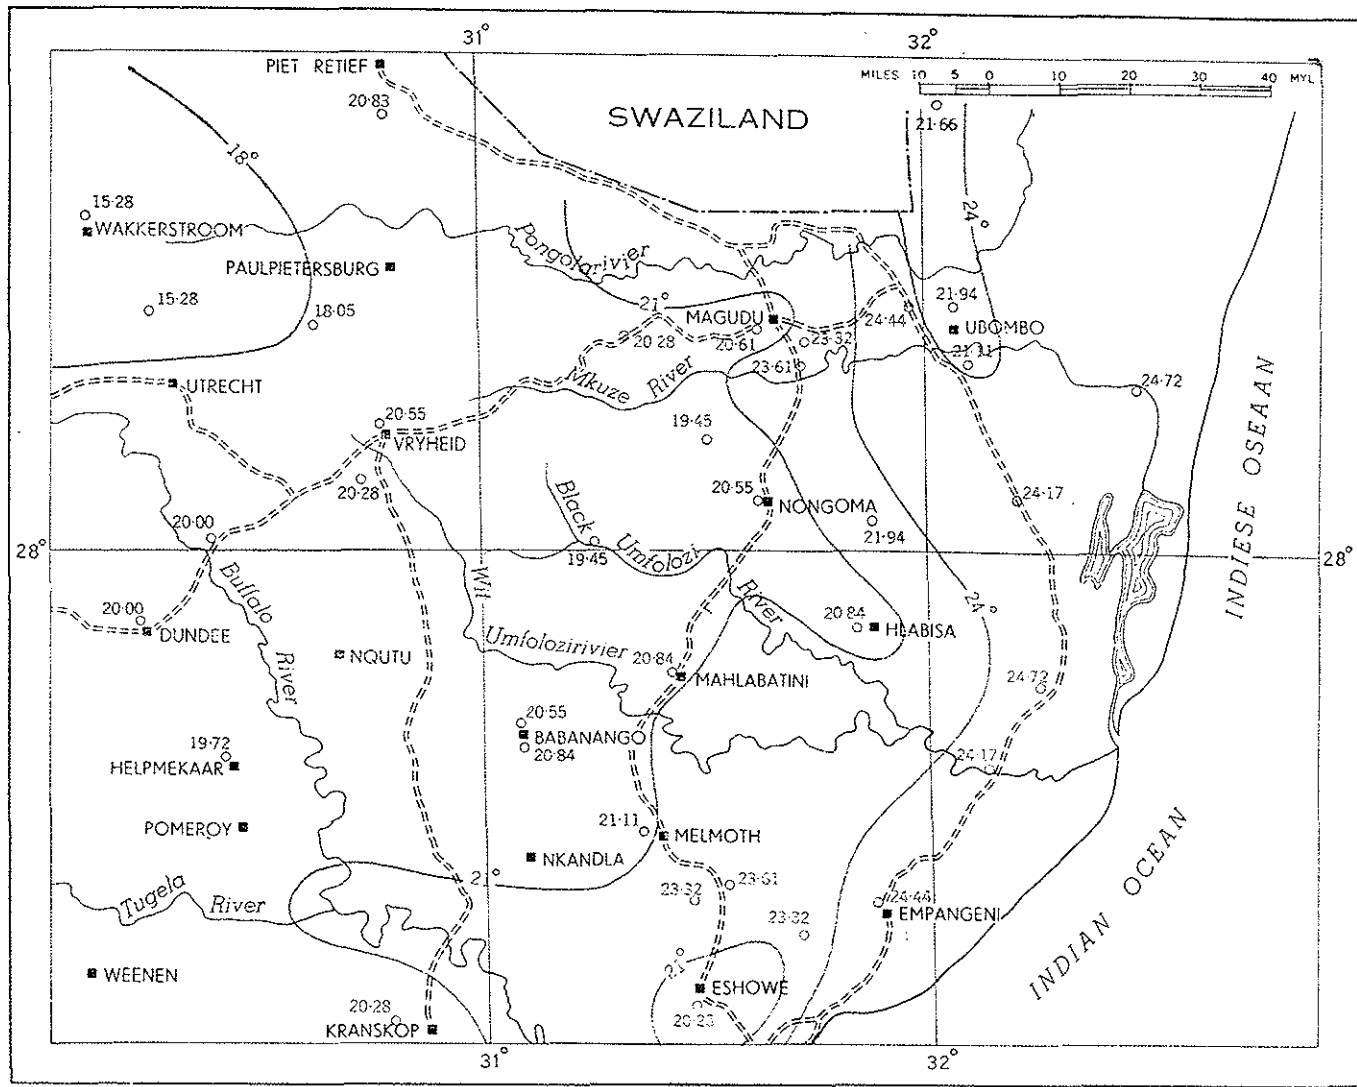 31°
32°
PIET RETIEF
MILES 10 5 0 10 20 30 40 MYL
20·83
SWAZILAND
21·66
18°
15·28
24°
WAKKERSTROOM
Pongolarivier
PAULPIETERSBURG
15·28
18·05
21°
MAGUDU
24·44
21·94
UBOMBO
20·28
20·61
23·32
21·11
UTRECHT
Mkuze River
23·61
24·72
20·55
VRYHEID
19·45
INDIESE OSEAAN
20·28
20·55
NONGOMA
24·17
20·00
Black Umfolozi River
21·94
28°
19·45
28°
Buffalo River
Wit Umfolozirivier
24°
20·00
DUNDEE
20·84
HLABISA
NQUTU
20·84
MAHLABATINI
24·72
20·55
BABANANGO
20·84
19·72
HELPMEKAAR
24·17
POMEROY
21·11
MELMOTH
NKANDLA
21°
INDIAN OCEAN
Tugela River
23·32
23·61
24·44
EMPANGENI
23·32
WEENEN
21°
ESHOWE
20·28
KRANSKOP
31°
32°